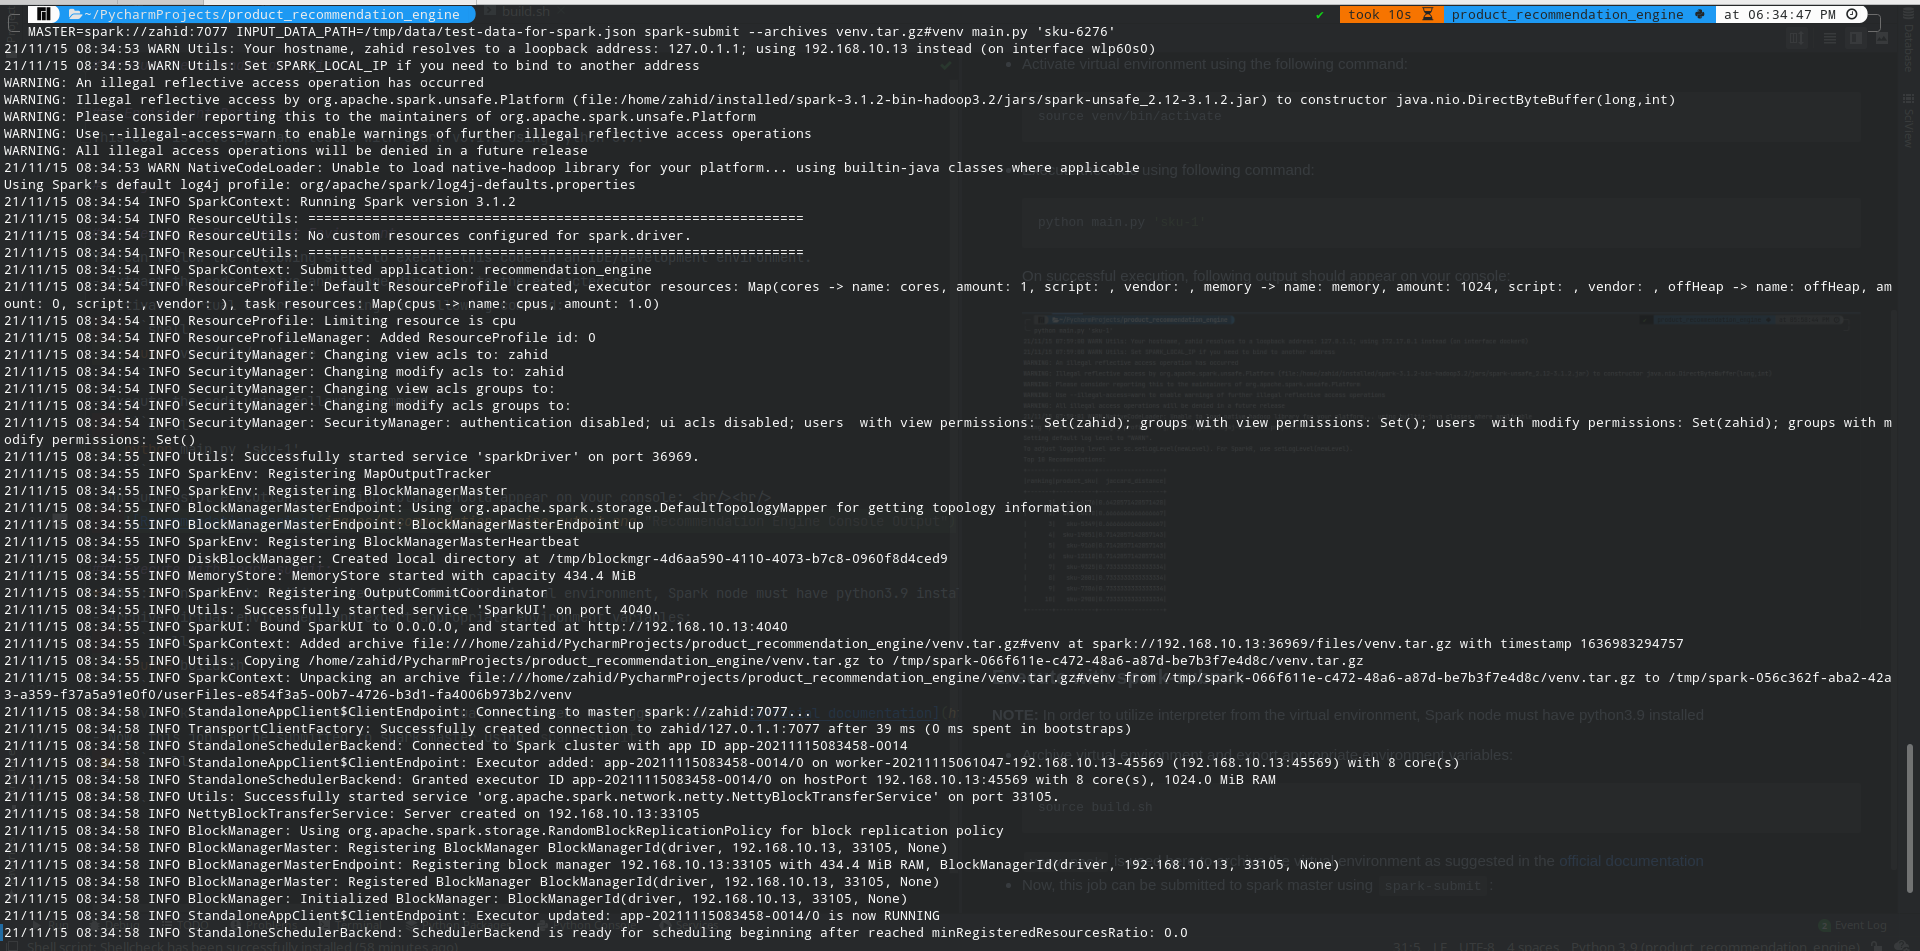 ~/PycharmProjects/product_recommendation_engine
✔ took 10s product_recommendation_engine at 06:34:47 PM
MASTER=spark://zahid:7077 INPUT_DATA_PATH=/tmp/data/test-data-for-spark.json spark-submit --archives venv.tar.gz#venv main.py 'sku-6276'
21/11/15 08:34:53 WARN Utils: Your hostname, zahid resolves to a loopback address: 127.0.1.1; using 192.168.10.13 instead (on interface wlp60s0)
21/11/15 08:34:53 WARN Utils: Set SPARK_LOCAL_IP if you need to bind to another address
WARNING: An illegal reflective access operation has occurred
WARNING: Illegal reflective access by org.apache.spark.unsafe.Platform (file:/home/zahid/installed/spark-3.1.2-bin-hadoop3.2/jars/spark-unsafe_2.12-3.1.2.jar) to constructor java.nio.DirectByteBuffer(long,int)
WARNING: Please consider reporting this to the maintainers of org.apache.spark.unsafe.Platform
WARNING: Use --illegal-access=warn to enable warnings of further illegal reflective access operations
WARNING: All illegal access operations will be denied in a future release
21/11/15 08:34:53 WARN NativeCodeLoader: Unable to load native-hadoop library for your platform... using builtin-java classes where applicable
Using Spark's default log4j profile: org/apache/spark/log4j-defaults.properties
21/11/15 08:34:54 INFO SparkContext: Running Spark version 3.1.2
21/11/15 08:34:54 INFO ResourceUtils: ==============================================================
21/11/15 08:34:54 INFO ResourceUtils: No custom resources configured for spark.driver.
21/11/15 08:34:54 INFO ResourceUtils: ==============================================================
21/11/15 08:34:54 INFO SparkContext: Submitted application: recommendation_engine
21/11/15 08:34:54 INFO ResourceProfile: Default ResourceProfile created, executor resources: Map(cores -> name: cores, amount: 1, script: , vendor: , memory -> name: memory, amount: 1024, script: , vendor: , offHeap -> name: offHeap, am
ount: 0, script: , vendor: ), task resources: Map(cpus -> name: cpus, amount: 1.0)
21/11/15 08:34:54 INFO ResourceProfile: Limiting resource is cpu
21/11/15 08:34:54 INFO ResourceProfileManager: Added ResourceProfile id: 0
21/11/15 08:34:54 INFO SecurityManager: Changing view acls to: zahid
21/11/15 08:34:54 INFO SecurityManager: Changing modify acls to: zahid
21/11/15 08:34:54 INFO SecurityManager: Changing view acls groups to:
21/11/15 08:34:54 INFO SecurityManager: Changing modify acls groups to:
21/11/15 08:34:54 INFO SecurityManager: SecurityManager: authentication disabled; ui acls disabled; users  with view permissions: Set(zahid); groups with view permissions: Set(); users  with modify permissions: Set(zahid); groups with m
odify permissions: Set()
21/11/15 08:34:55 INFO Utils: Successfully started service 'sparkDriver' on port 36969.
21/11/15 08:34:55 INFO SparkEnv: Registering MapOutputTracker
21/11/15 08:34:55 INFO SparkEnv: Registering BlockManagerMaster
21/11/15 08:34:55 INFO BlockManagerMasterEndpoint: Using org.apache.spark.storage.DefaultTopologyMapper for getting topology information
21/11/15 08:34:55 INFO BlockManagerMasterEndpoint: BlockManagerMasterEndpoint up
21/11/15 08:34:55 INFO SparkEnv: Registering BlockManagerMasterHeartbeat
21/11/15 08:34:55 INFO DiskBlockManager: Created local directory at /tmp/blockmgr-4d6aa590-4110-4073-b7c8-0960f8d4ced9
21/11/15 08:34:55 INFO MemoryStore: MemoryStore started with capacity 434.4 MiB
21/11/15 08:34:55 INFO SparkEnv: Registering OutputCommitCoordinator
21/11/15 08:34:55 INFO Utils: Successfully started service 'SparkUI' on port 4040.
21/11/15 08:34:55 INFO SparkUI: Bound SparkUI to 0.0.0.0, and started at http://192.168.10.13:4040
21/11/15 08:34:55 INFO SparkContext: Added archive file:///home/zahid/PycharmProjects/product_recommendation_engine/venv.tar.gz#venv at spark://192.168.10.13:36969/files/venv.tar.gz with timestamp 1636983294757
21/11/15 08:34:55 INFO Utils: Copying /home/zahid/PycharmProjects/product_recommendation_engine/venv.tar.gz to /tmp/spark-066f611e-c472-48a6-a87d-be7b3f7e4d8c/venv.tar.gz
21/11/15 08:34:55 INFO SparkContext: Unpacking an archive file:///home/zahid/PycharmProjects/product_recommendation_engine/venv.tar.gz#venv from /tmp/spark-066f611e-c472-48a6-a87d-be7b3f7e4d8c/venv.tar.gz to /tmp/spark-056c362f-aba2-42a
3-a359-f37a5a91e0f0/userFiles-e854f3a5-00b7-4726-b3d1-fa4006b973b2/venv
21/11/15 08:34:58 INFO StandaloneAppClient$ClientEndpoint: Connecting to master spark://zahid:7077...
21/11/15 08:34:58 INFO TransportClientFactory: Successfully created connection to zahid/127.0.1.1:7077 after 39 ms (0 ms spent in bootstraps)
21/11/15 08:34:58 INFO StandaloneSchedulerBackend: Connected to Spark cluster with app ID app-20211115083458-0014
21/11/15 08:34:58 INFO StandaloneAppClient$ClientEndpoint: Executor added: app-20211115083458-0014/0 on worker-20211115061047-192.168.10.13-45569 (192.168.10.13:45569) with 8 core(s)
21/11/15 08:34:58 INFO StandaloneSchedulerBackend: Granted executor ID app-20211115083458-0014/0 on hostPort 192.168.10.13:45569 with 8 core(s), 1024.0 MiB RAM
21/11/15 08:34:58 INFO Utils: Successfully started service 'org.apache.spark.network.netty.NettyBlockTransferService' on port 33105.
21/11/15 08:34:58 INFO NettyBlockTransferService: Server created on 192.168.10.13:33105
21/11/15 08:34:58 INFO BlockManager: Using org.apache.spark.storage.RandomBlockReplicationPolicy for block replication policy
21/11/15 08:34:58 INFO BlockManagerMaster: Registering BlockManager BlockManagerId(driver, 192.168.10.13, 33105, None)
21/11/15 08:34:58 INFO BlockManagerMasterEndpoint: Registering block manager 192.168.10.13:33105 with 434.4 MiB RAM, BlockManagerId(driver, 192.168.10.13, 33105, None)
21/11/15 08:34:58 INFO BlockManagerMaster: Registered BlockManager BlockManagerId(driver, 192.168.10.13, 33105, None)
21/11/15 08:34:58 INFO BlockManager: Initialized BlockManager: BlockManagerId(driver, 192.168.10.13, 33105, None)
21/11/15 08:34:58 INFO StandaloneAppClient$ClientEndpoint: Executor updated: app-20211115083458-0014/0 is now RUNNING
21/11/15 08:34:58 INFO StandaloneSchedulerBackend: SchedulerBackend is ready for scheduling beginning after reached minRegisteredResourcesRatio: 0.0